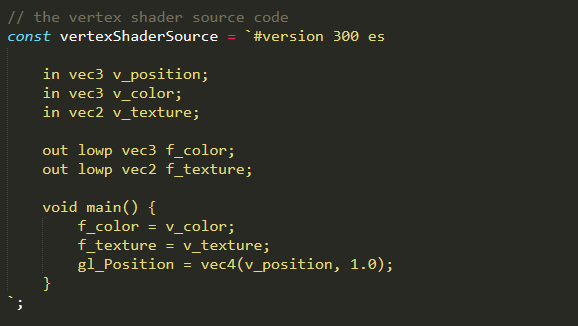 // the vertex shader source code
const vertexShaderSource = `#version 300 es
in vec3 v_position;
in vec3 v_color;
in vec2 v_texture;
out lowp vec3 f_color;
out lowp vec2 f_texture;
void main() {
f_color = v_color;
f_texture = v_texture;
gl_Position = vec4(v_position, 1.0);
}
`;